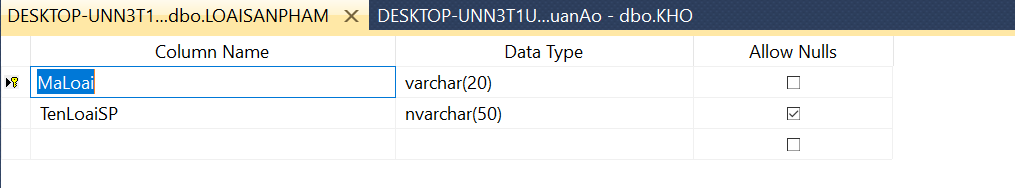 DESKTOP-UNN3T1...dbo.LOAISANPHAM DESKTOP-UNN3T1U...uanAo - dbo.KHO
Column Name Data Type Allow Nulls
MaLoai varchar(20)
TenLoaiSP nvarchar(50)